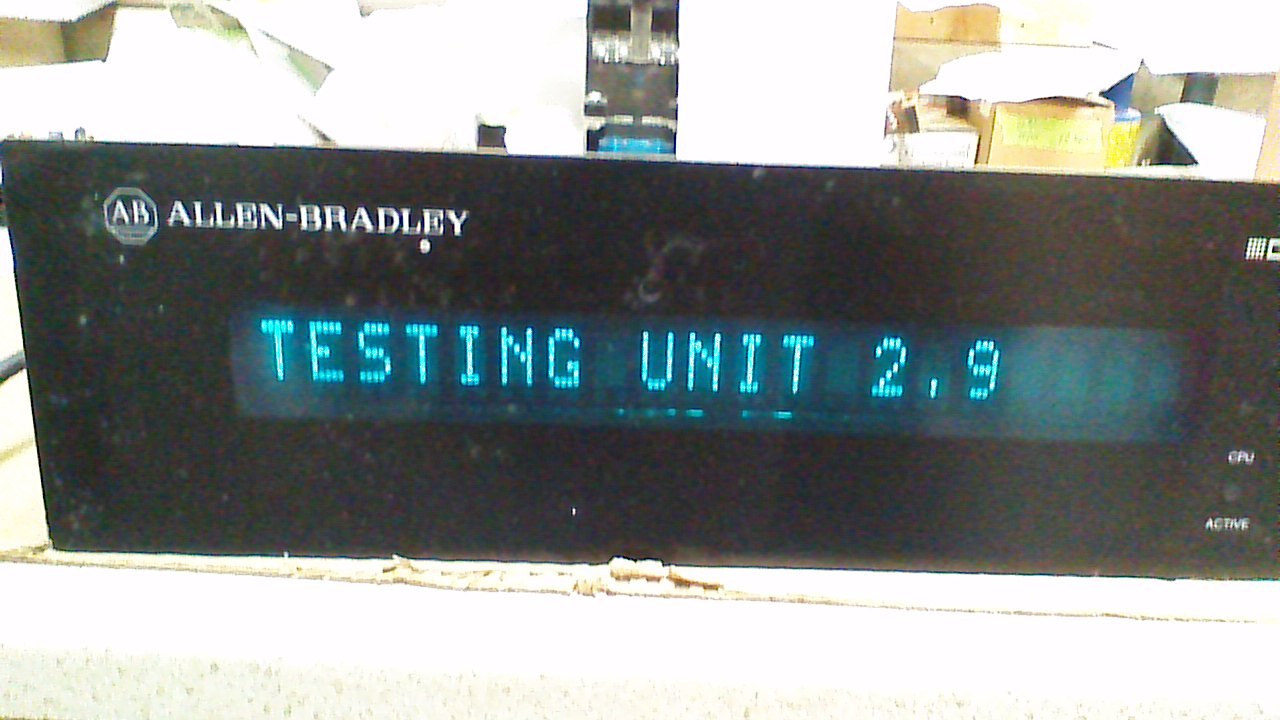 AB ALLEN-BRADLEY
TESTING UNIT 2.9
CPU
ACTIVE